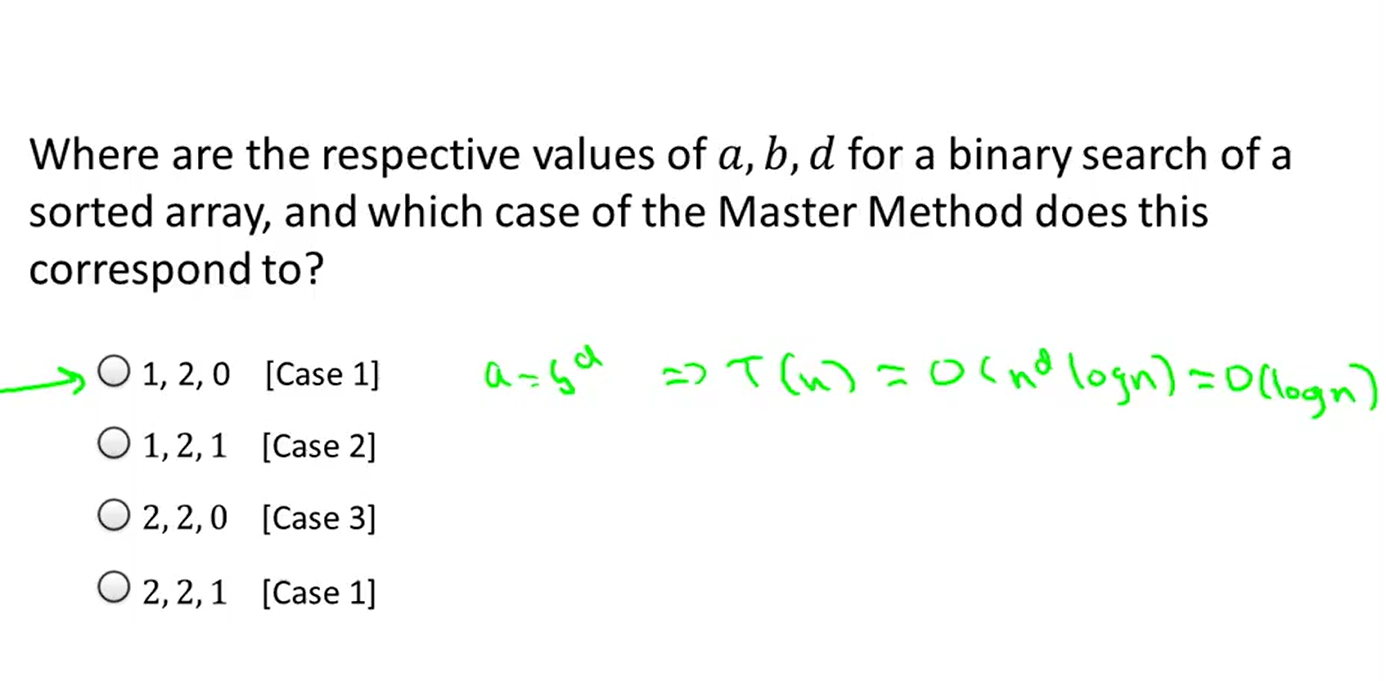 Where are the respective values of a, b, d for a binary search of a
sorted array, and which case of the Master Method does this
correspond to?
1, 2, 0 [Case 1] a = b^d => T(n) = O(n^d log n) = O(log n)
1, 2, 1 [Case 2]
2, 2, 0 [Case 3]
2, 2, 1 [Case 1]